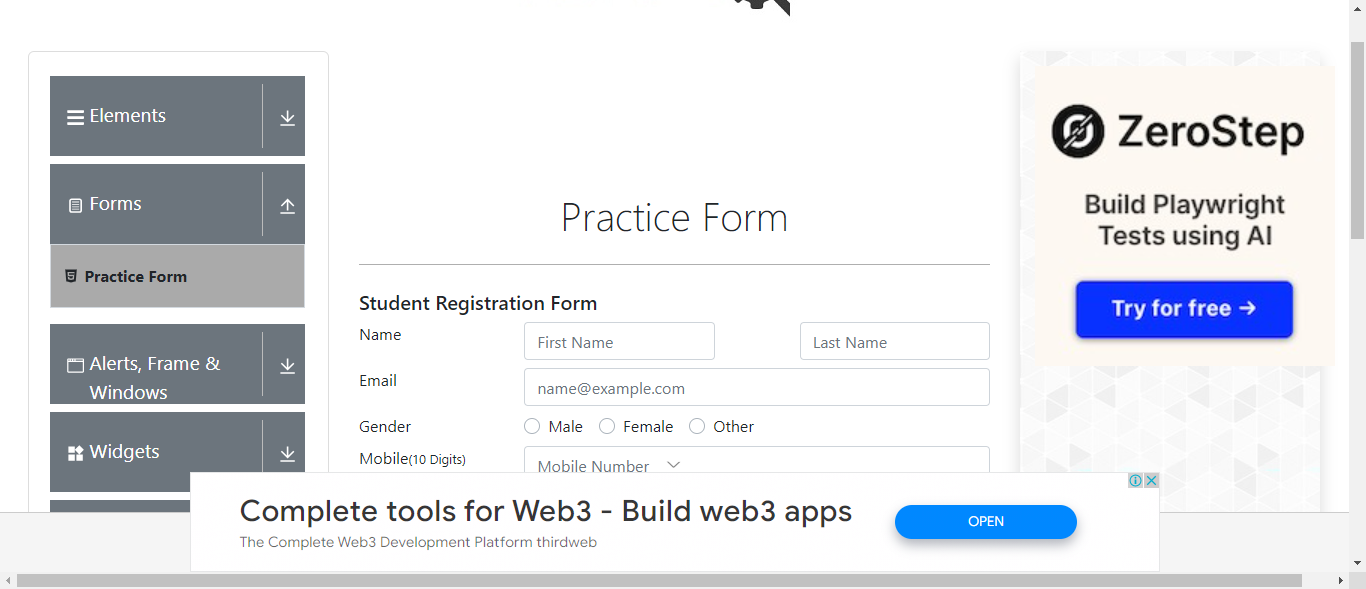 Elements
Forms
Practice Form
Alerts, Frame &
Windows
Widgets
Practice Form
Student Registration Form
Name
First Name
Last Name
Email
name@example.com
Gender
Male
Female
Other
Mobile(10 Digits)
Mobile Number
ZeroStep
Build Playwright
Tests using AI
Try for free →
Complete tools for Web3 - Build web3 apps
The Complete Web3 Development Platform thirdweb
OPEN